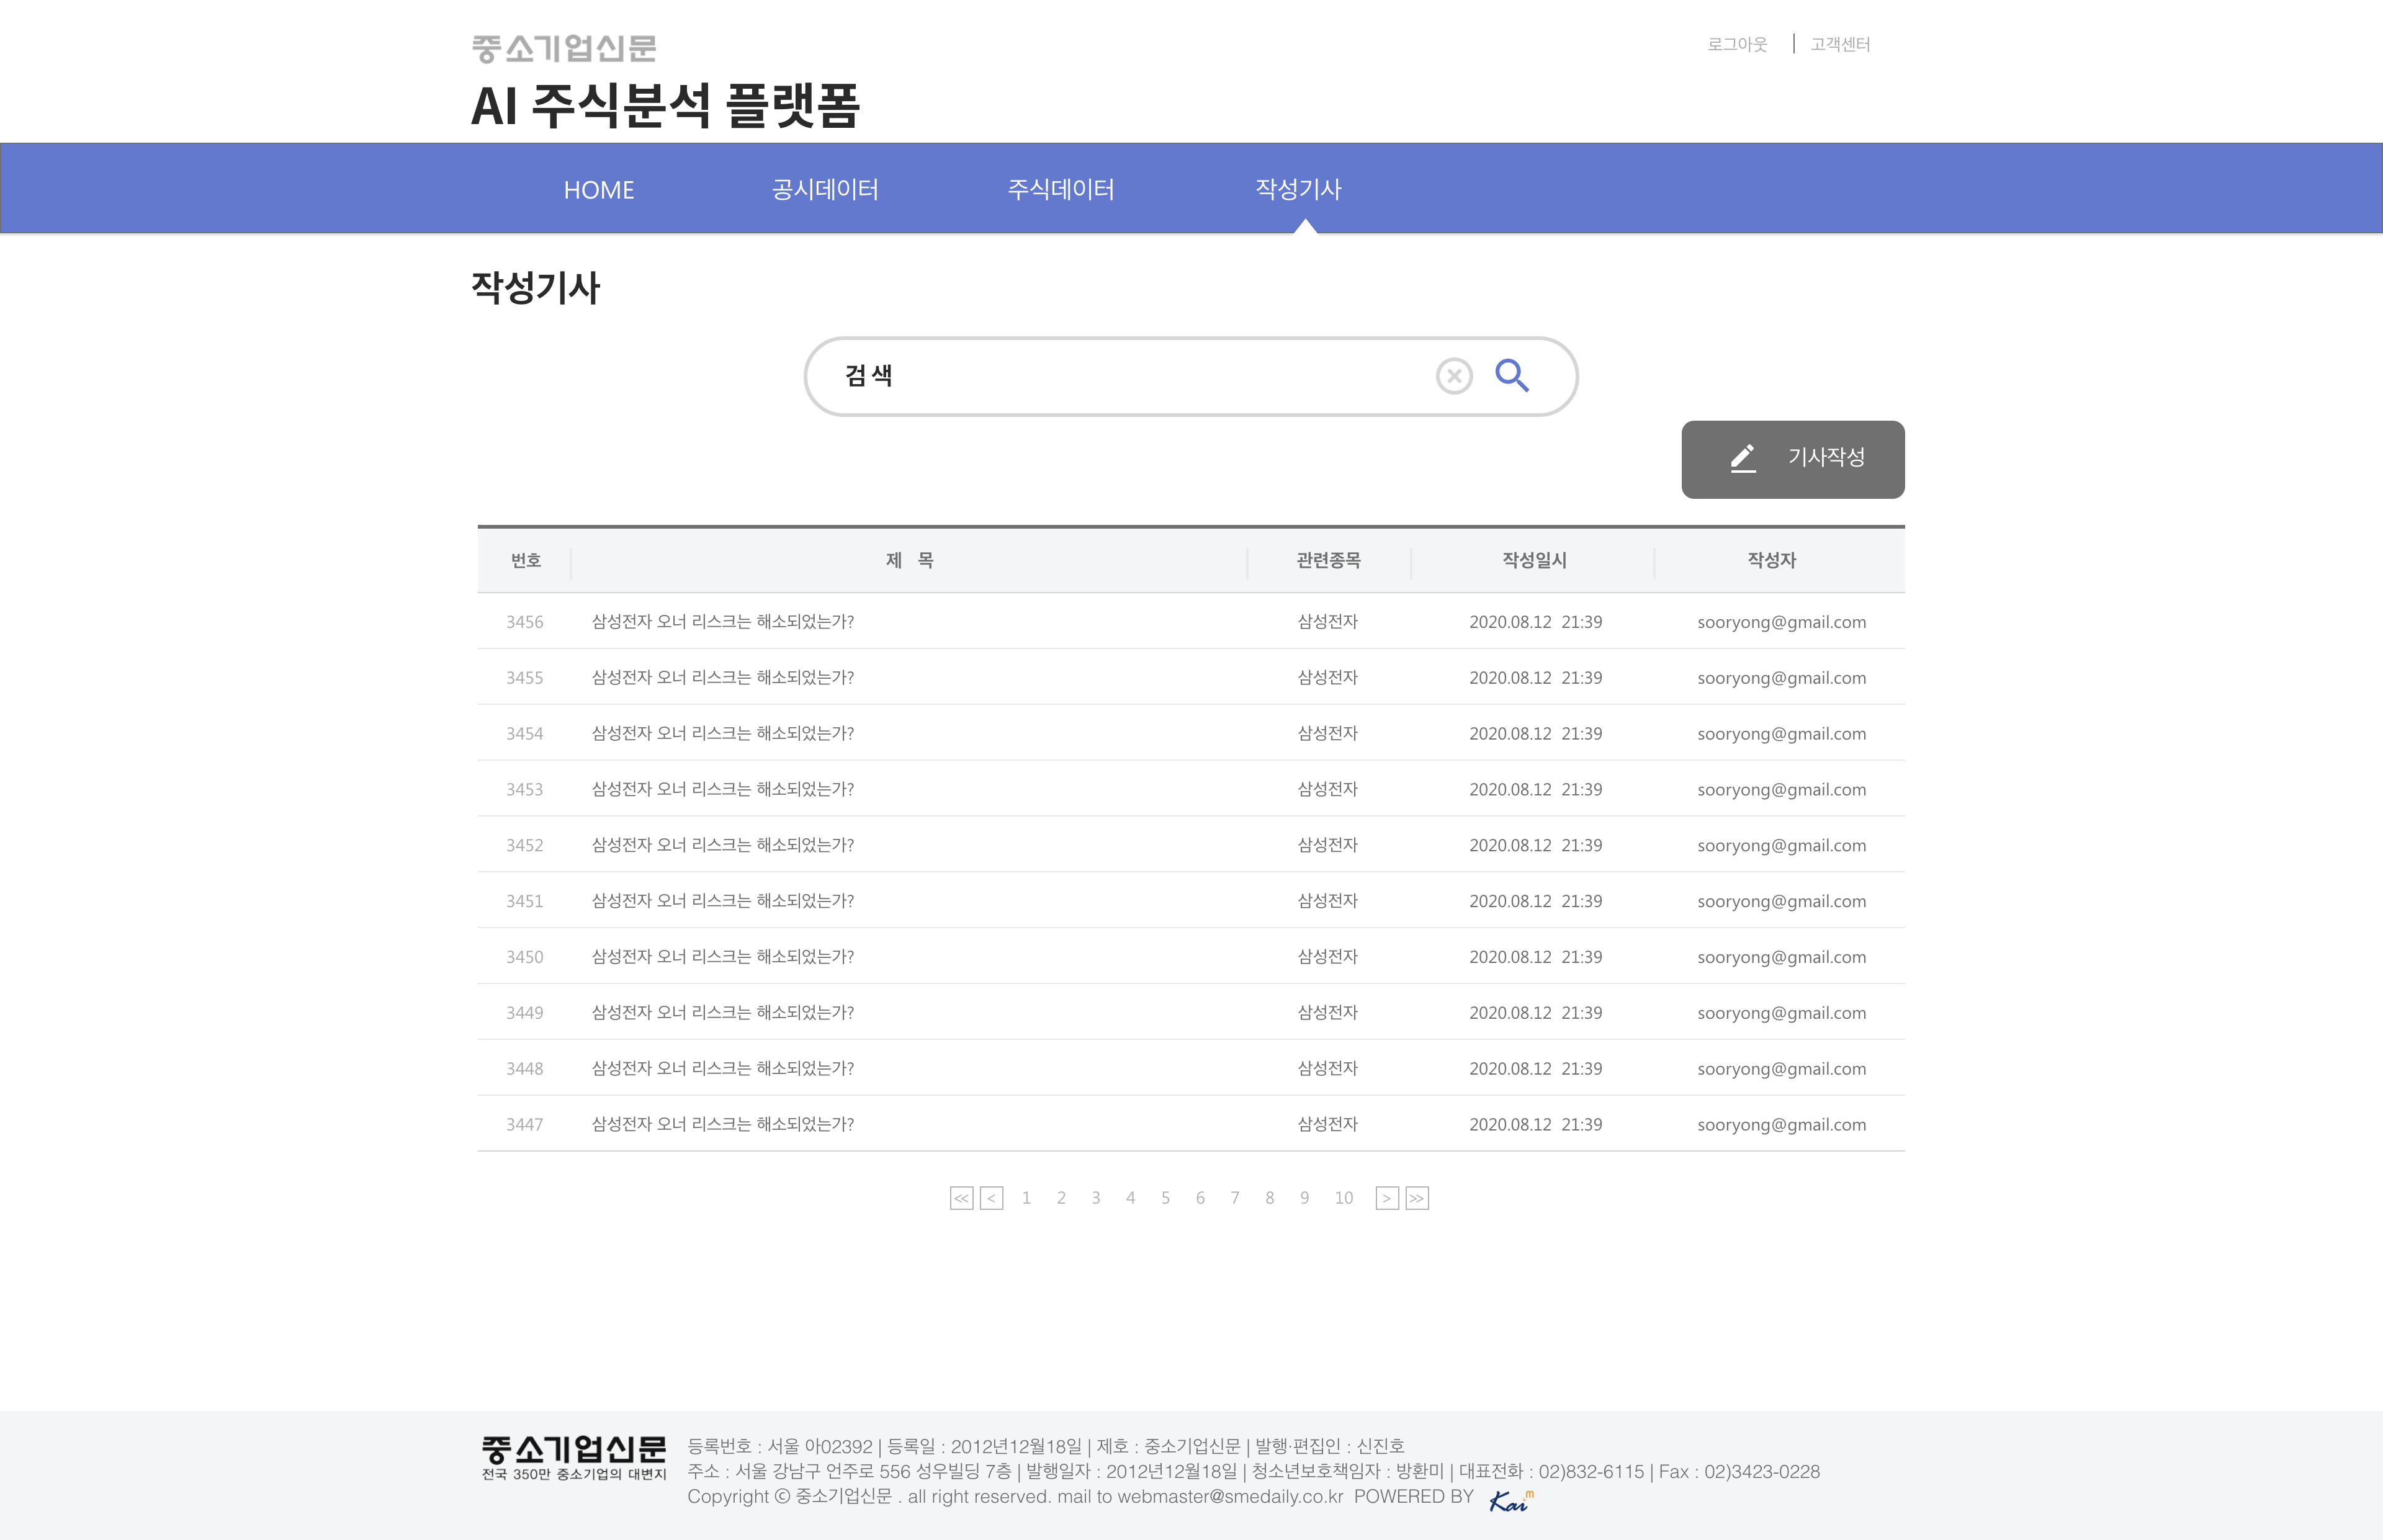 중소기업신문
로그아웃 | 고객센터
AI 주식분석 플랫폼
HOME 공시데이터 주식데이터 작성기사
작성기사
검색
기사작성
번호 제 목 관련종목 작성일시 작성자
3456 삼성전자 오너 리스크는 해소되었는가? 삼성전자 2020.08.12 21:39 sooryong@gmail.com
3455 삼성전자 오너 리스크는 해소되었는가? 삼성전자 2020.08.12 21:39 sooryong@gmail.com
3454 삼성전자 오너 리스크는 해소되었는가? 삼성전자 2020.08.12 21:39 sooryong@gmail.com
3453 삼성전자 오너 리스크는 해소되었는가? 삼성전자 2020.08.12 21:39 sooryong@gmail.com
3452 삼성전자 오너 리스크는 해소되었는가? 삼성전자 2020.08.12 21:39 sooryong@gmail.com
3451 삼성전자 오너 리스크는 해소되었는가? 삼성전자 2020.08.12 21:39 sooryong@gmail.com
3450 삼성전자 오너 리스크는 해소되었는가? 삼성전자 2020.08.12 21:39 sooryong@gmail.com
3449 삼성전자 오너 리스크는 해소되었는가? 삼성전자 2020.08.12 21:39 sooryong@gmail.com
3448 삼성전자 오너 리스크는 해소되었는가? 삼성전자 2020.08.12 21:39 sooryong@gmail.com
3447 삼성전자 오너 리스크는 해소되었는가? 삼성전자 2020.08.12 21:39 sooryong@gmail.com
<< < 1 2 3 4 5 6 7 8 9 10 > >>
중소기업신문
전국 350만 중소기업의 대변지
등록번호 : 서울 아02392 | 등록일 : 2012년12월18일 | 제호 : 중소기업신문 | 발행·편집인 : 신진호
주소 : 서울 강남구 언주로 556 성우빌딩 7층 | 발행일자 : 2012년12월18일 | 청소년보호책임자 : 방환미 | 대표전화 : 02)832-6115 | Fax : 02)3423-0228
Copyright ⓒ 중소기업신문 . all right reserved. mail to webmaster@smedaily.co.kr POWERED BY Kai m